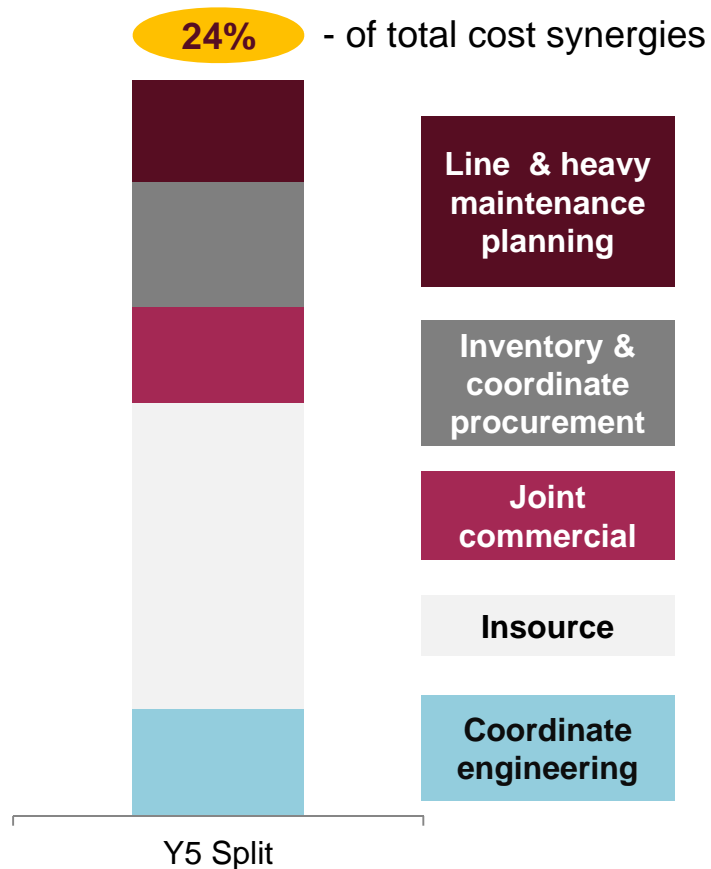 24% - of total cost synergies
Line & heavy
maintenance
planning
Inventory &
coordinate
procurement
Joint
commercial
Insource
Coordinate
engineering
Y5 Split